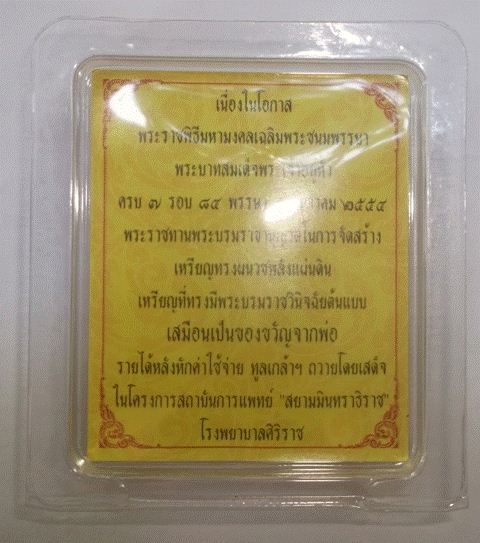 เนื่องในโอกาส
พระราชพิธีมหามงคลเฉลิมพระชนมพรรษา
พระบาทสมเด็จพระเจ้าอยู่หัว
ครบ ๗ รอบ ๘๔ พรรษา ๒๕๕๔
พระราชทานพระบรมราชานุญาตในการจัดสร้าง
เหรียญทรงผนวชพลังแผ่นดิน
เหรียญที่ทรงมีพระบรมราชวินิจฉัยต้นแบบ
เสมือนเป็นของขวัญจากพ่อ
รายได้หลังหักค่าใช้จ่าย ทูลเกล้าฯ ถวายโดยเสด็จ
ในโครงการสถาบันการแพทย์ "สยามมินทราธิราช"
โรงพยาบาลศิริราช